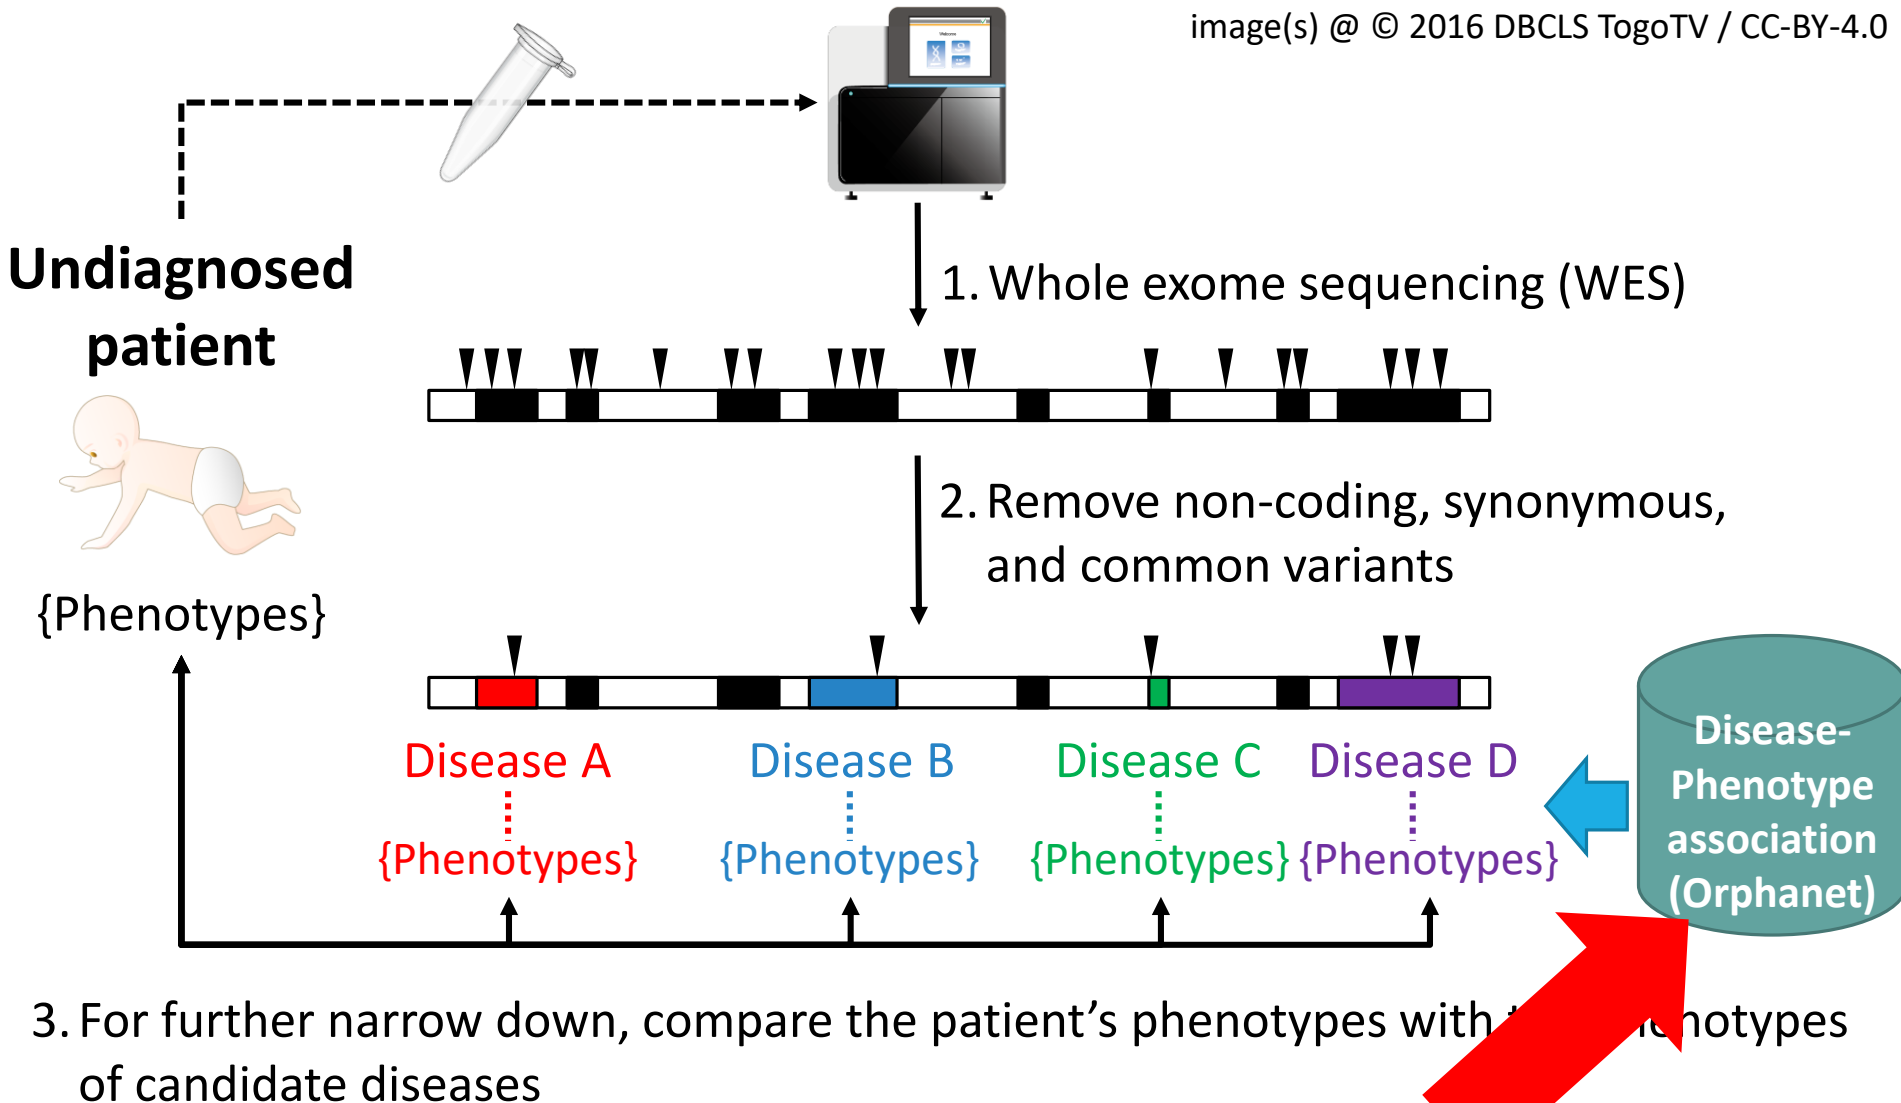 image(s) @ © 2016 DBCLS TogoTV / CC-BY-4.0
Welcome
Undiagnosed
patient
{Phenotypes}
1. Whole exome sequencing (WES)
2. Remove non-coding, synonymous,
and common variants
Disease A
Disease B
Disease C
Disease D
{Phenotypes}
{Phenotypes}
{Phenotypes}
{Phenotypes}
Disease-
Phenotype
association
(Orphanet)
3. For further narrow down, compare the patient's phenotypes with
of candidate diseases